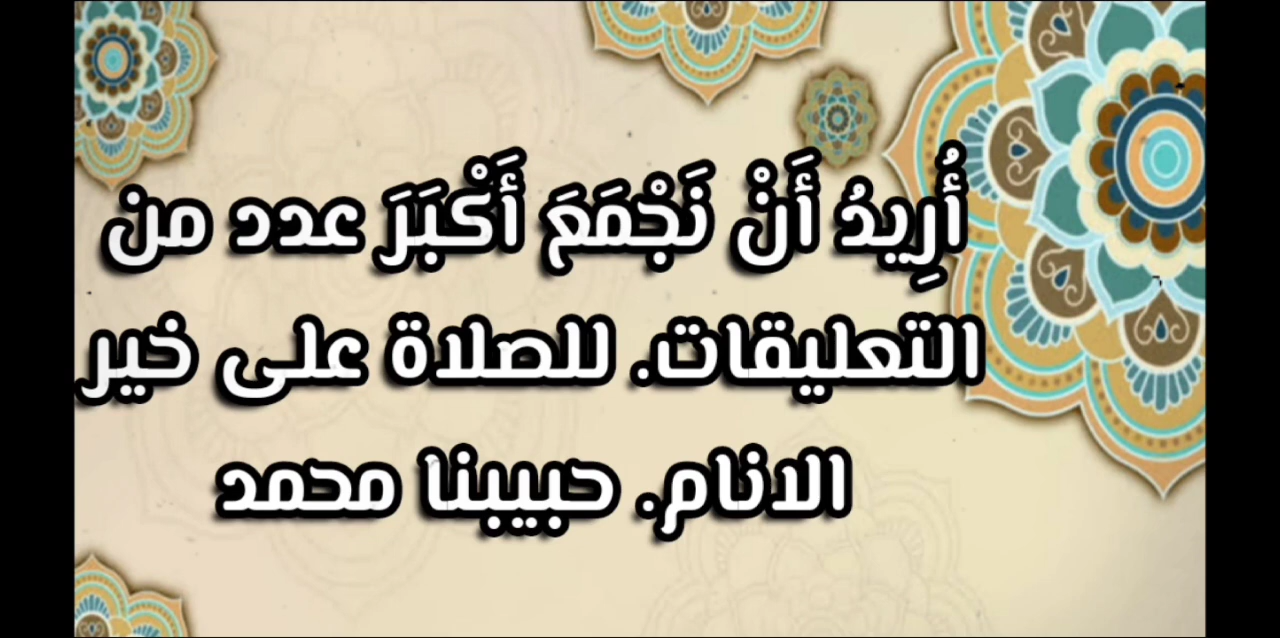 أُرِيدُ أَنْ نَجْمَعَ أَكْبَرَ عدد من
التعليقات. للصلاة على خير
الانام. حبيبنا محمد